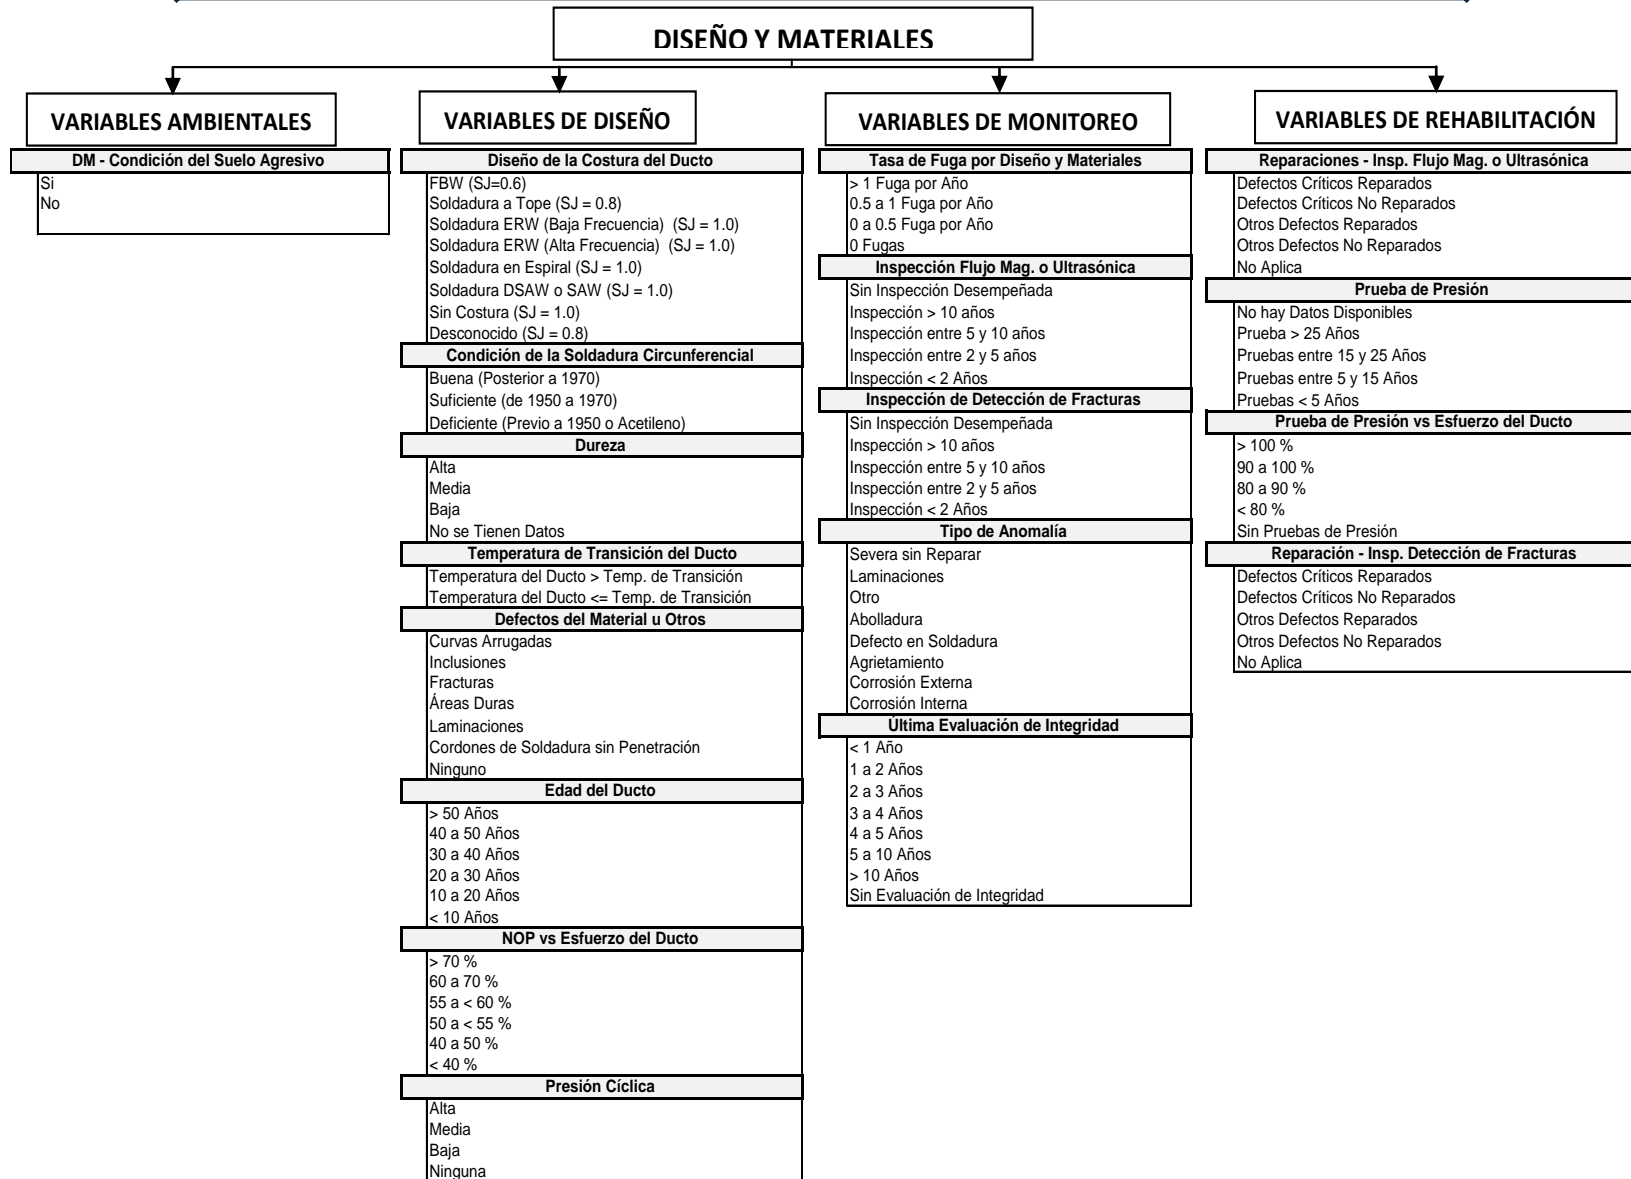 DISEÑO Y MATERIALES
VARIABLES AMBIENTALES
DM - Condición del Suelo Agresivo
Si
No
VARIABLES DE DISEÑO
Diseño de la Costura del Ducto
FBW (SJ=0.6)
Soldadura a Tope (SJ = 0.8)
Soldadura ERW (Baja Frecuencia) (SJ = 1.0)
Soldadura ERW (Alta Frecuencia) (SJ = 1.0)
Soldadura en Espiral (SJ = 1.0)
Soldadura DSAW o SAW (SJ = 1.0)
Sin Costura (SJ = 1.0)
Desconocido (SJ = 0.8)
Condición de la Soldadura Circunferencial
Buena (Posterior a 1970)
Suficiente (de 1950 a 1970)
Deficiente (Previo a 1950 o Acetileno)
Dureza
Alta
Media
Baja
No se Tienen Datos
Temperatura de Transición del Ducto
Temperatura del Ducto > Temp. de Transición
Temperatura del Ducto <= Temp. de Transición
Defectos del Material u Otros
Curvas Arrugadas
Inclusiones
Fracturas
Áreas Duras
Laminaciones
Cordones de Soldadura sin Penetración
Ninguno
Edad del Ducto
> 50 Años
40 a 50 Años
30 a 40 Años
20 a 30 Años
10 a 20 Años
< 10 Años
NOP vs Esfuerzo del Ducto
> 70 %
60 a 70 %
55 a < 60 %
50 a < 55 %
40 a 50 %
< 40 %
Presión Cíclica
Alta
Media
Baja
Ninguna
VARIABLES DE MONITOREO
Tasa de Fuga por Diseño y Materiales
> 1 Fuga por Año
0.5 a 1 Fuga por Año
0 a 0.5 Fuga por Año
0 Fugas
Inspección Flujo Mag. o Ultrasónica
Sin Inspección Desempeñada
Inspección > 10 años
Inspección entre 5 y 10 años
Inspección entre 2 y 5 años
Inspección < 2 Años
Inspección de Detección de Fracturas
Sin Inspección Desempeñada
Inspección > 10 años
Inspección entre 5 y 10 años
Inspección entre 2 y 5 años
Inspección < 2 Años
Tipo de Anomalía
Severa sin Reparar
Laminaciones
Otro
Abolladura
Defecto en Soldadura
Agrietamiento
Corrosión Externa
Corrosión Interna
Última Evaluación de Integridad
< 1 Año
1 a 2 Años
2 a 3 Años
3 a 4 Años
4 a 5 Años
5 a 10 Años
> 10 Años
Sin Evaluación de Integridad
VARIABLES DE REHABILITACIÓN
Reparaciones - Insp. Flujo Mag. o Ultrasónica
Defectos Críticos Reparados
Defectos Críticos No Reparados
Otros Defectos Reparados
Otros Defectos No Reparados
No Aplica
Prueba de Presión
No hay Datos Disponibles
Prueba > 25 Años
Pruebas entre 15 y 25 Años
Pruebas entre 5 y 15 Años
Pruebas < 5 Años
Prueba de Presión vs Esfuerzo del Ducto
> 100 %
90 a 100 %
80 a 90 %
< 80 %
Sin Pruebas de Presión
Reparación - Insp. Detección de Fracturas
Defectos Críticos Reparados
Defectos Críticos No Reparados
Otros Defectos Reparados
Otros Defectos No Reparados
No Aplica